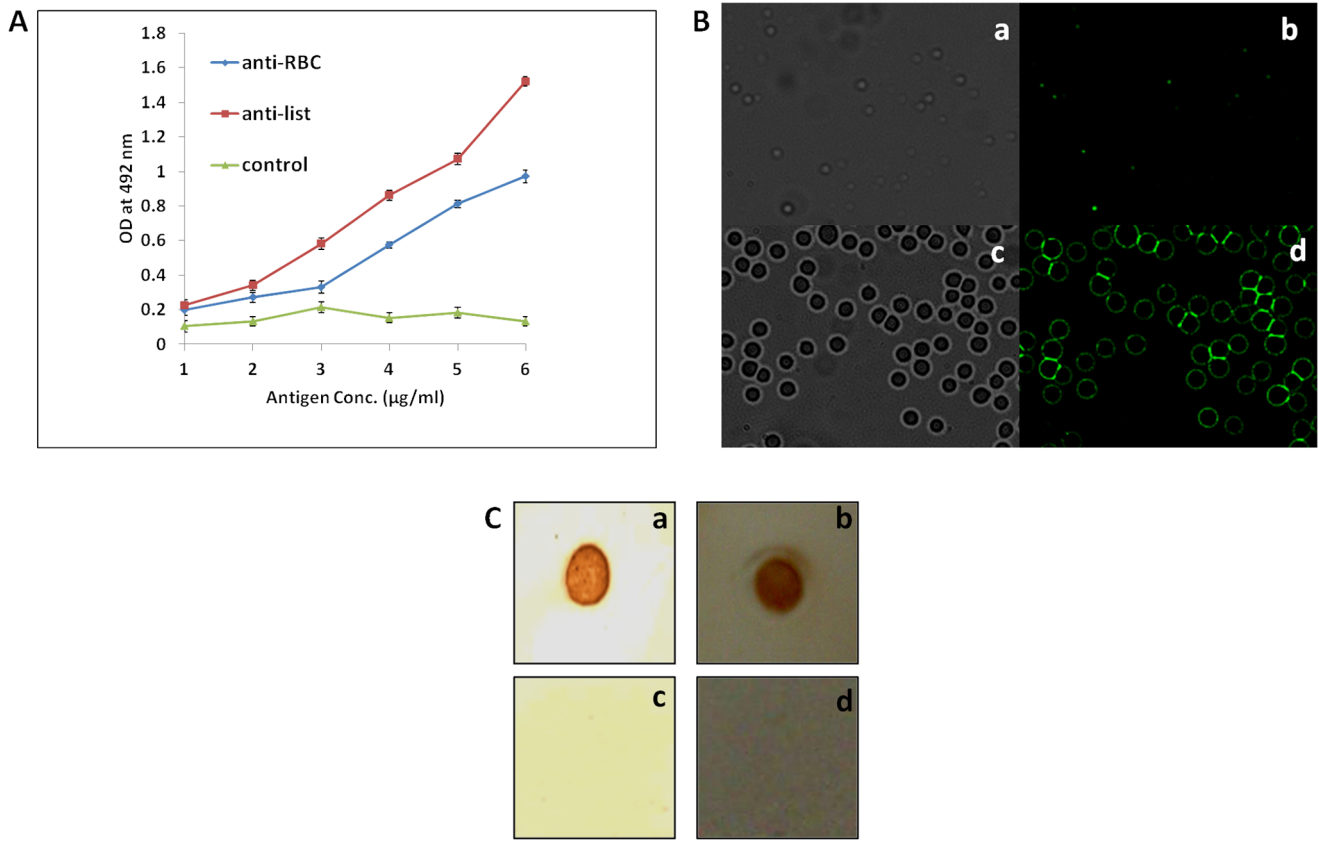 A
1.8
1.6
1.4
1.2
1
0.8
0.6
0.4
0.2
0
OD at 492 nm
anti-RBC
anti-list
control
1 2 3 4 5 6
Antigen Conc. (µg/ml)
B
a
b
c
d
C
a
b
c
d